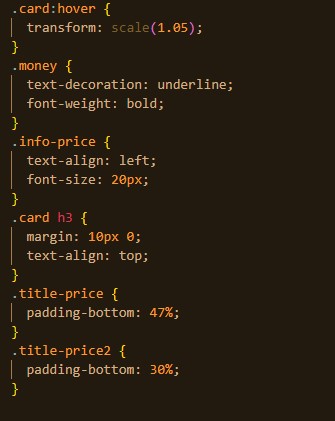 .card:hover {
transform: scale(1.05);
}
.money {
text-decoration: underline;
font-weight: bold;
}
.info-price {
text-align: left;
font-size: 20px;
}
.card h3 {
margin: 10px 0;
text-align: top;
}
.title-price {
padding-bottom: 47%;
}
.title-price2 {
padding-bottom: 30%;
}